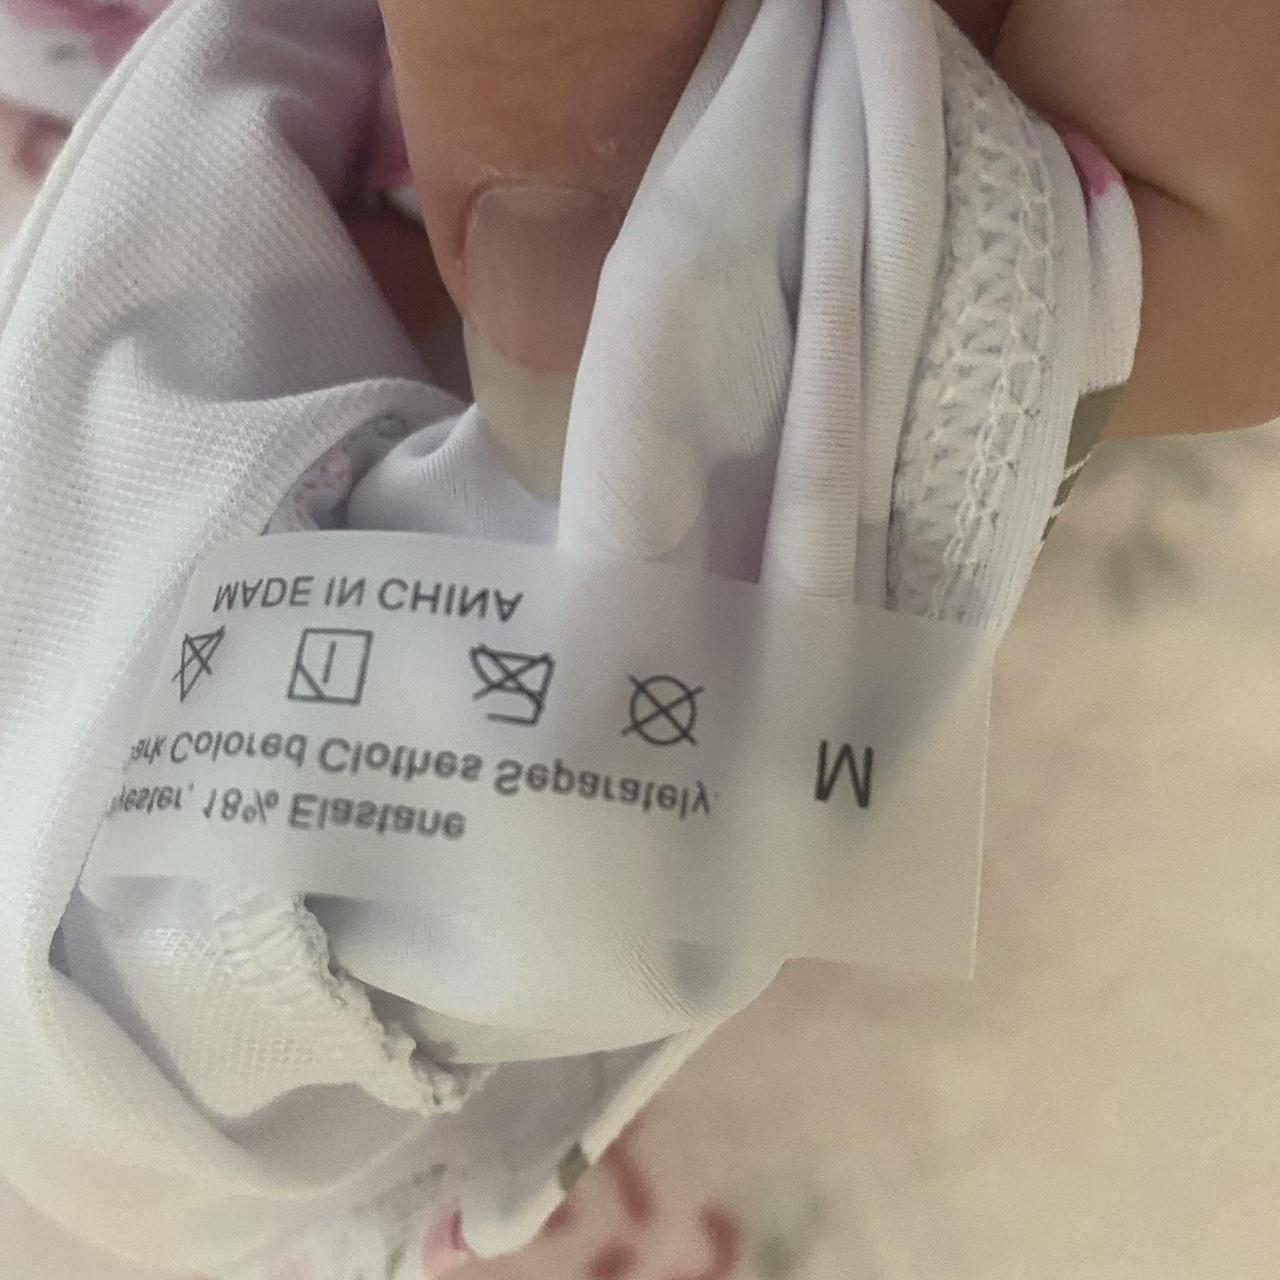 18% Elastane
Colored Clothes Separately.
MADE IN CHINA
M